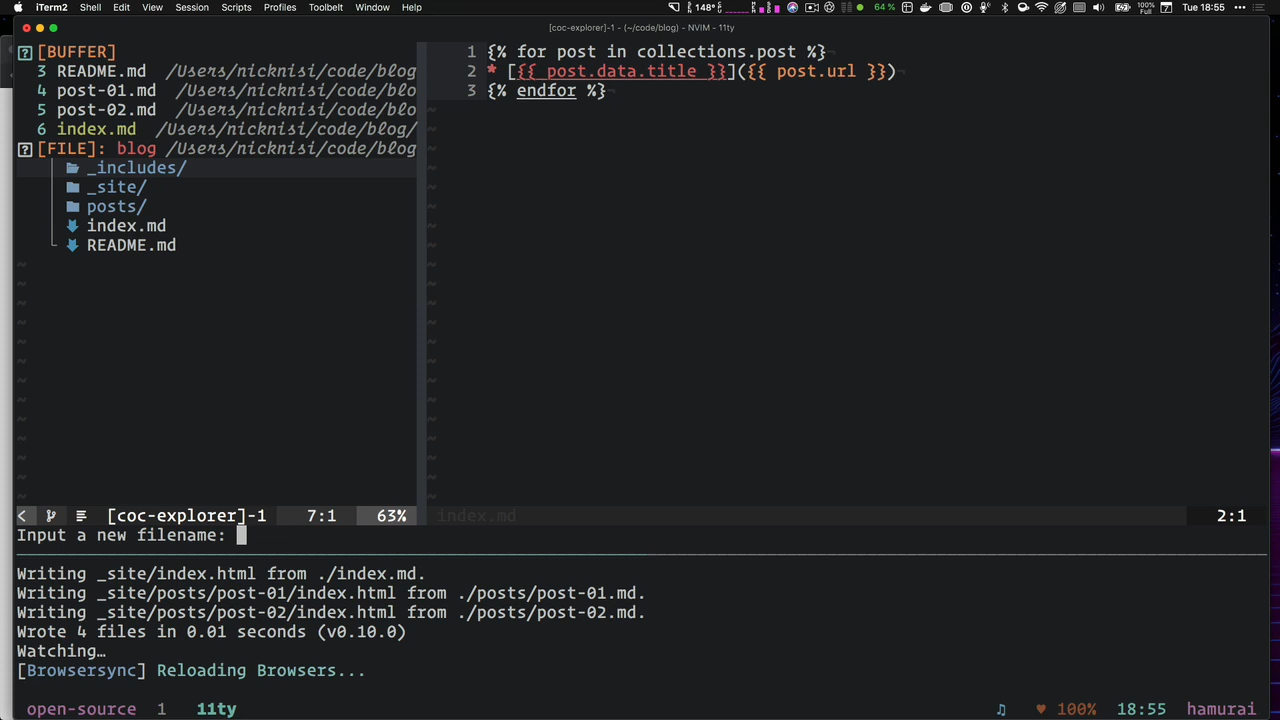 iTerm2 Shell Edit View Session Scripts Profiles Toolbelt Window Help 148° 64 % 100% Full Tue 18:55
[coc-explorer]-1 - (~/code/blog) - NVIM - 11ty
[BUFFER]
3 README.md /Users/nicknisi/code/blog
4 post-01.md /Users/nicknisi/code/blo
5 post-02.md /Users/nicknisi/code/blo
6 index.md /Users/nicknisi/code/blog/
[FILE]: blog /Users/nicknisi/code/blog
_includes/
_site/
posts/
index.md
README.md
[coc-explorer]-1 7:1 63%
1 {% for post in collections.post %}¬
2 * [{{ post.data.title }}]({{ post.url }})¬
3 {% endfor %}¬
index.md 2:1
Input a new filename:
Writing _site/index.html from ./index.md.
Writing _site/posts/post-01/index.html from ./posts/post-01.md.
Writing _site/posts/post-02/index.html from ./posts/post-02.md.
Wrote 4 files in 0.01 seconds (v0.10.0)
Watching…
[Browsersync] Reloading Browsers...
open-source 1 11ty ♫ ♥ 100% 18:55 hamurai